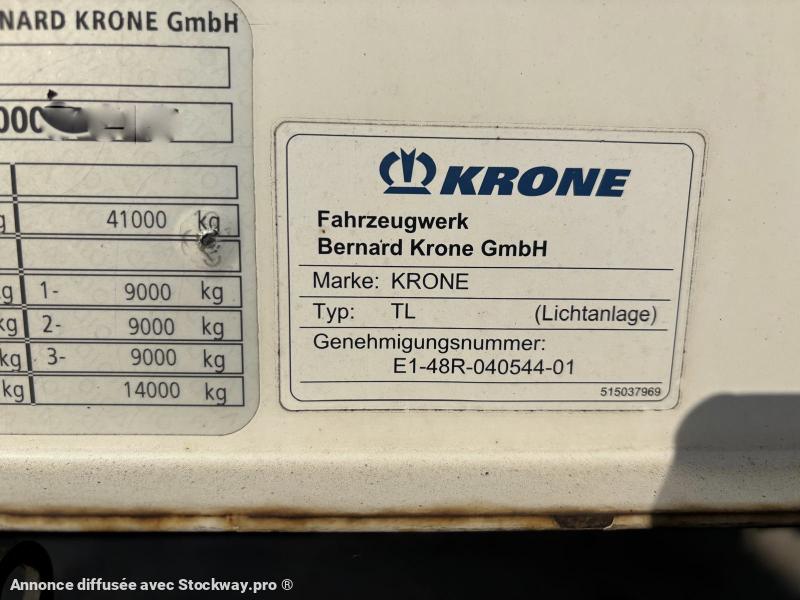 BERNARD KRONE GmbH
000
41000 kg
kg 1- 9000 kg
kg 2- 9000 kg
kg 3- 9000 kg
kg 14000 kg
KRONE
Fahrzeugwerk
Bernard Krone GmbH
Marke: KRONE
Typ: TL (Lichtanlage)
Genehmigungsnummer:
E1-48R-040544-01
515037969
Annonce diffusée avec Stockway.pro ®